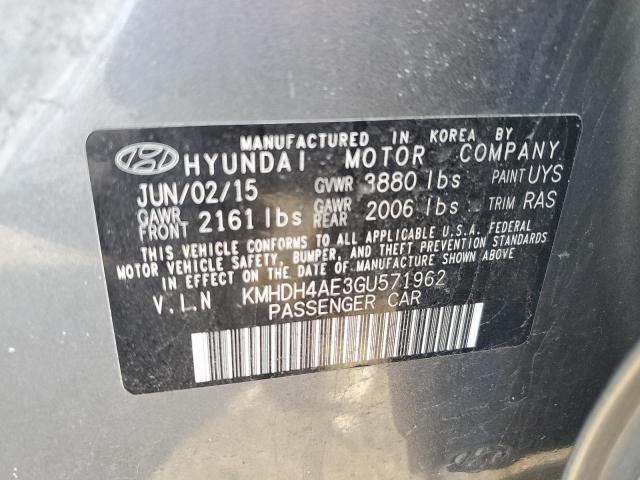 MANUFACTURED IN KOREA BY
HYUNDAI MOTOR COMPANY
JUN/02/15 GVWR 3880 lbs PAINT UYS
GAWR FRONT 2161 lbs GAWR REAR 2006 lbs TRIM RAS
THIS VEHICLE CONFORMS TO ALL APPLICABLE U.S.A. FEDERAL
MOTOR VEHICLE SAFETY, BUMPER, AND THEFT PREVENTION STANDARDS
IN EFFECT ON THE DATE OF MANUFACTURE SHOWN ABOVE.
V.I.N KMHDH4AE3GU571962
PASSENGER CAR